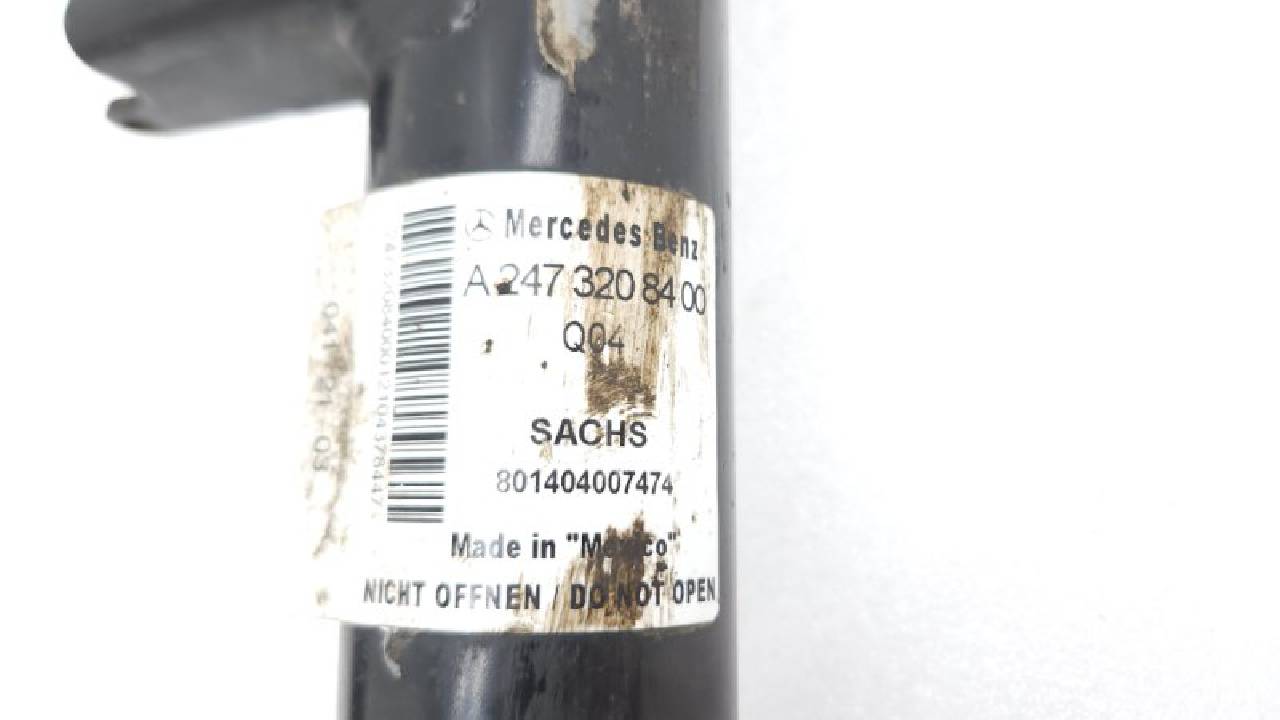 Mercedes Benz
A 247 320 84 00
Q04
SACHS
801404007474
Made in "Mexico"
NICHT OFFNEN / DO NOT OPEN